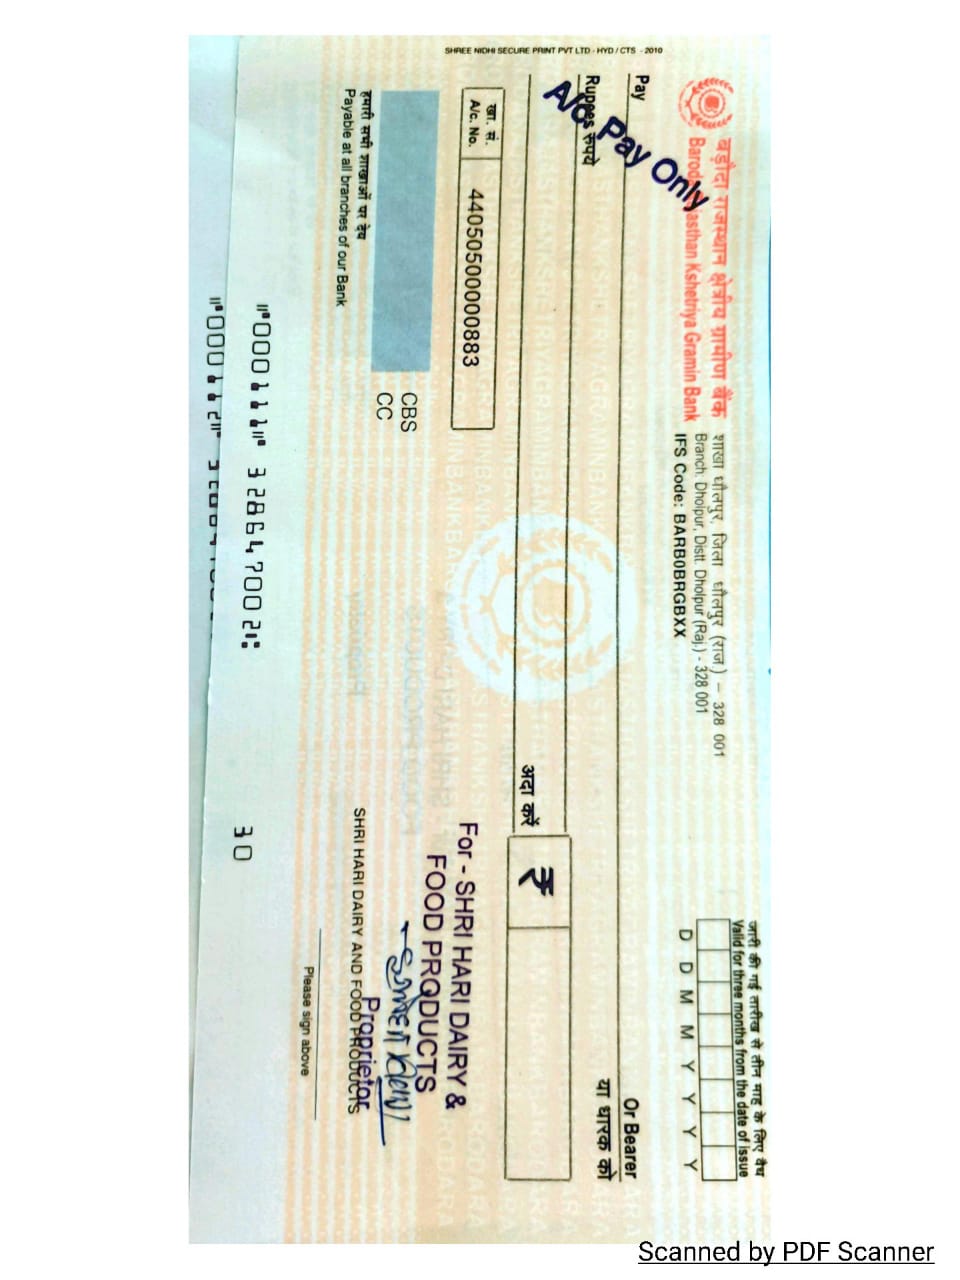 Scanned by PDF Scanner
जारी की गई तारीख से तीन माह के लिए वैध
Valid for three months from the date of issue
D D M M Y Y Y Y
बड़ौदा राजस्थान क्षेत्रीय ग्रामीण बैंक
Baroda Rajasthan Kshetriya Gramin Bank
शाखा धौलपुर, जिला धौलपुर (राज.) – 328 001
Branch: Dholpur, Distt. Dholpur (Raj.) - 328 001
IFS Code: BARB0BRGBXX
A/c. Pay Only
Pay
Or Bearer
या धारक को
Rupees रुपये
अदा करें
₹
खा. सं.
A/c. No.
44050500000883
For - SHRI HARI DAIRY &
FOOD PRODUCTS
Proprietor
SHRI HARI DAIRY AND FOOD PRODUCTS
Please sign above
CBS
CC
हमारी सभी शाखाओं पर देय
Payable at all branches of our Bank
SHREE NIDHI SECURE PRINT PVT LTD - HYD / CTS - 2010
⑈000111⑈ 328647002⑆ 30
⑈000112⑈